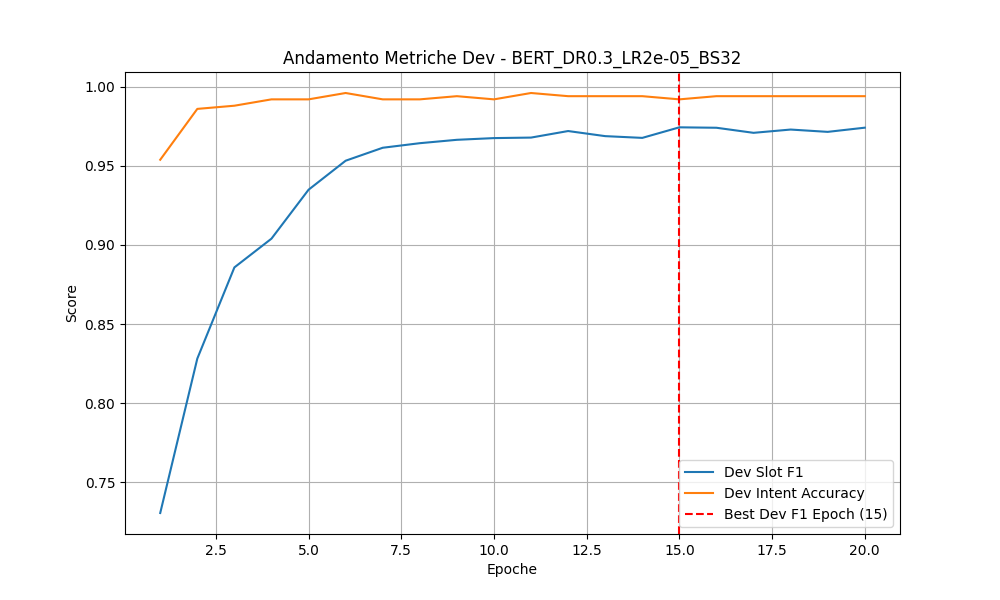 Andamento Metriche Dev - BERT_DR0.3_LR2e-05_BS32
1.00
0.95
0.90
0.85
0.80
0.75
Score
2.5
5.0
7.5
10.0
12.5
15.0
17.5
20.0
Epoche
Dev Slot F1
Dev Intent Accuracy
Best Dev F1 Epoch (15)